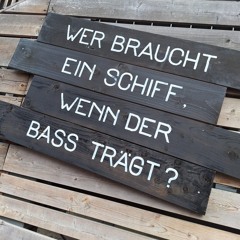 WER BRAUCHT
EIN SCHIFF,
WENN DER
BASS TRÄGT?